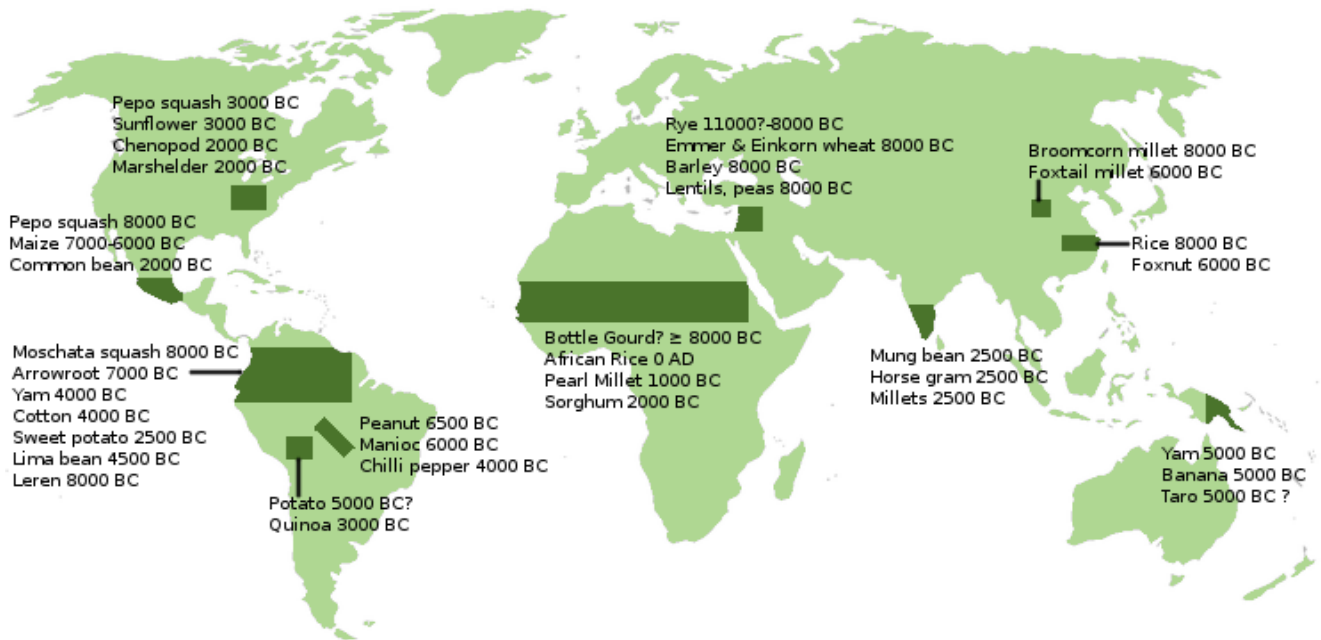 Pepo squash 3000 BC
Sunflower 3000 BC
Chenopod 2000 BC
Marshelder 2000 BC
Pepo squash 8000 BC
Maize 7000-6000 BC
Common bean 2000 BC
Moschata squash 8000 BC
Arrowroot 7000 BC
Yam 4000 BC
Cotton 4000 BC
Sweet potato 2500 BC
Lima bean 4500 BC
Leren 8000 BC
Peanut 6500 BC
Manioc 6000 BC
Chilli pepper 4000 BC
Potato 5000 BC?
Quinoa 3000 BC
Rye 11000?-8000 BC
Emmer & Einkorn wheat 8000 BC
Barley 8000 BC
Lentils, peas 8000 BC
Bottle Gourd? ≥ 8000 BC
African Rice 0 AD
Pearl Millet 1000 BC
Sorghum 2000 BC
Broomcorn millet 8000 BC
Foxtail millet 6000 BC
Rice 8000 BC
Foxnut 6000 BC
Mung bean 2500 BC
Horse gram 2500 BC
Millets 2500 BC
Yam 5000 BC
Banana 5000 BC
Taro 5000 BC ?